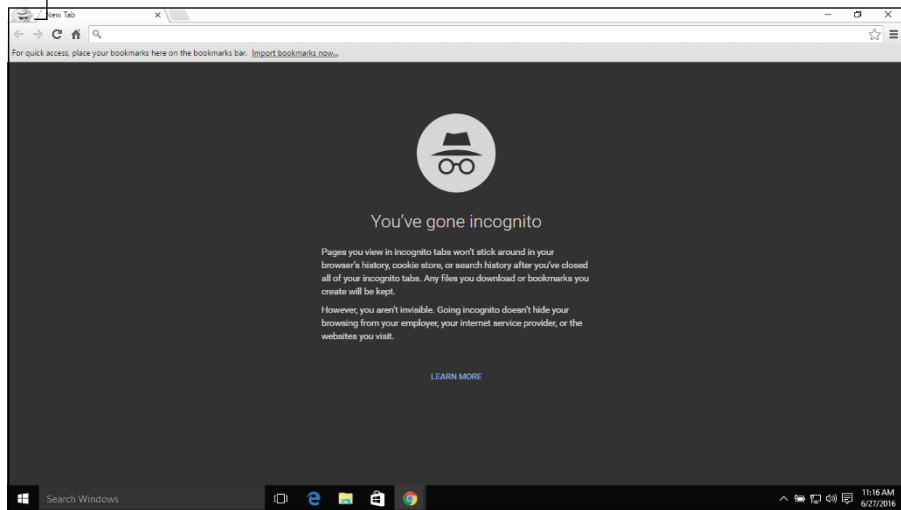 New Tab
For quick access, place your bookmarks here on the bookmarks bar. Import bookmarks now...
You've gone incognito
Pages you view in incognito tabs won't stick around in your
browser's history, cookie store, or search history after you've closed
all of your incognito tabs. Any files you download or bookmarks you
create will be kept.
However, you aren't invisible. Going incognito doesn't hide your
browsing from your employer, your internet service provider, or the
websites you visit.
LEARN MORE
Search Windows
11:16 AM
6/27/2016